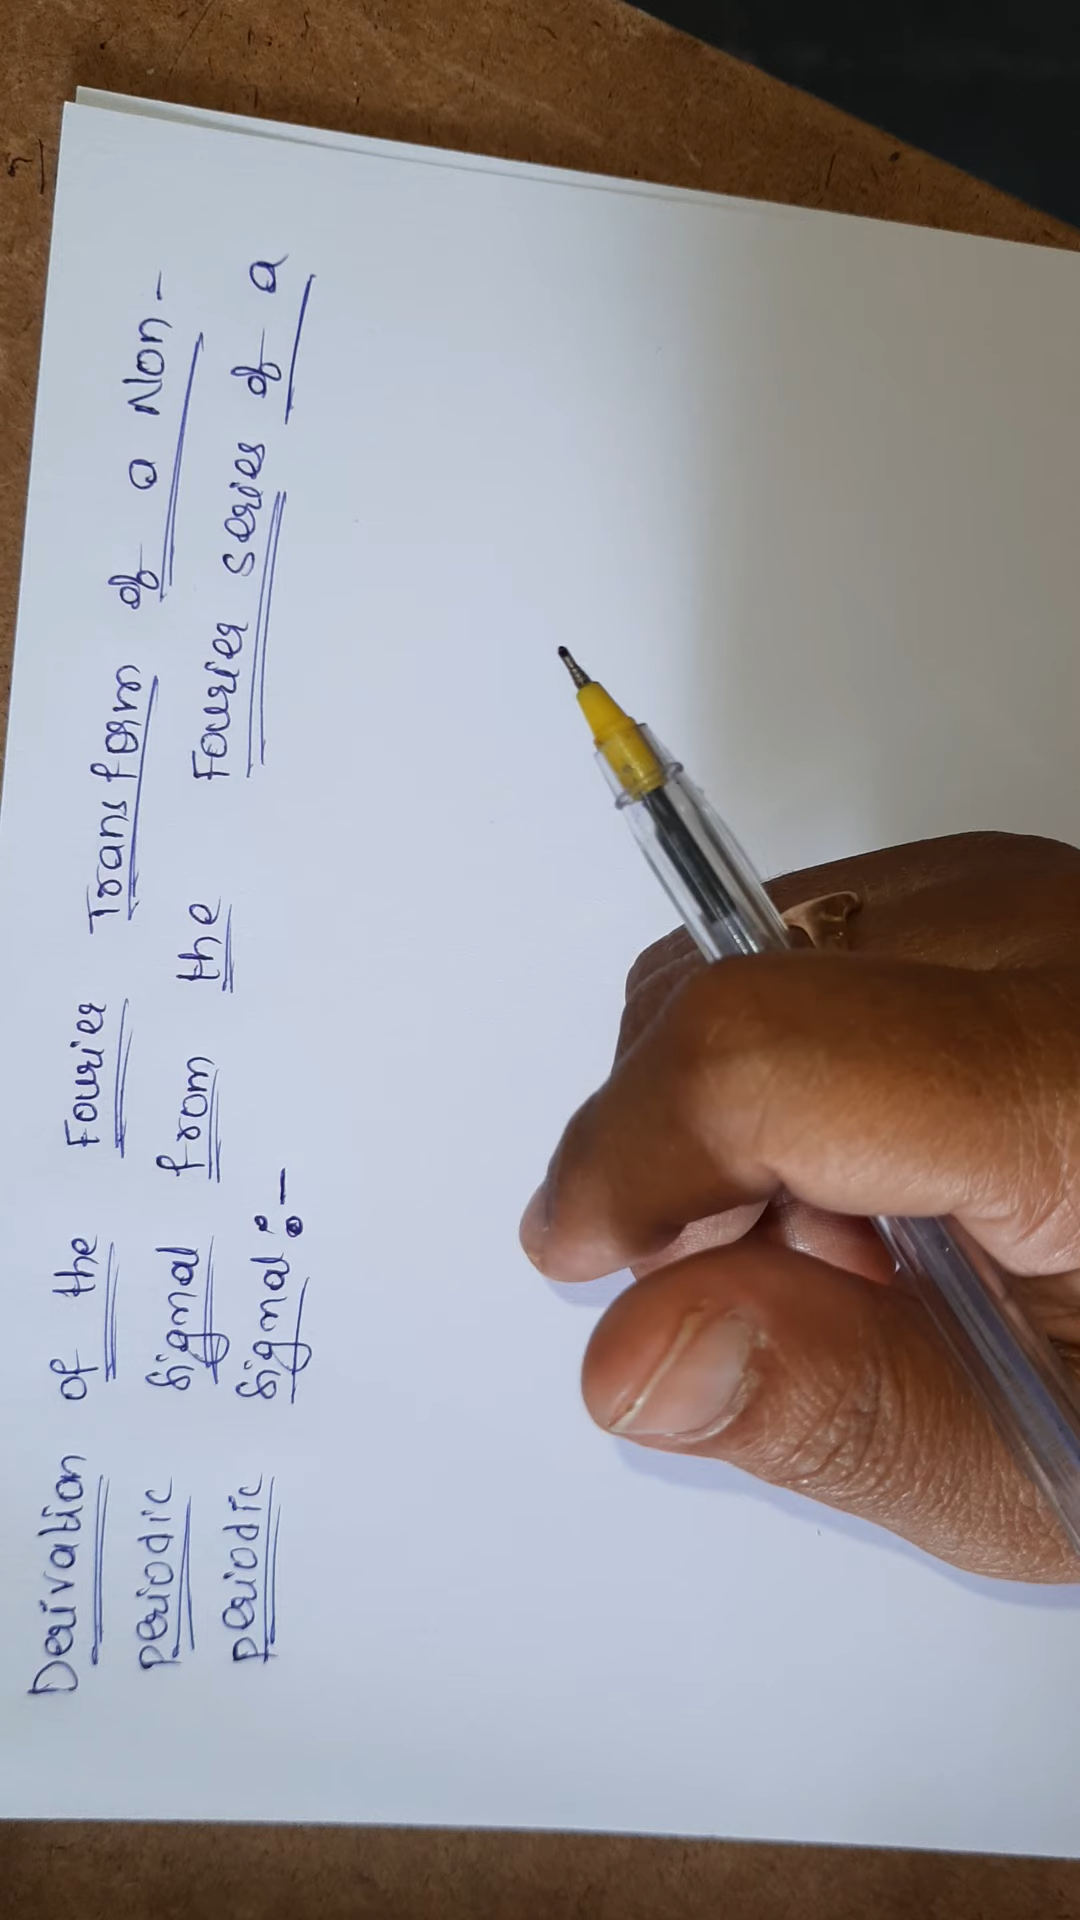 Derivation of the Fourier Transform of a Non-
periodic signal from the Fourier series of a
periodic signal:-